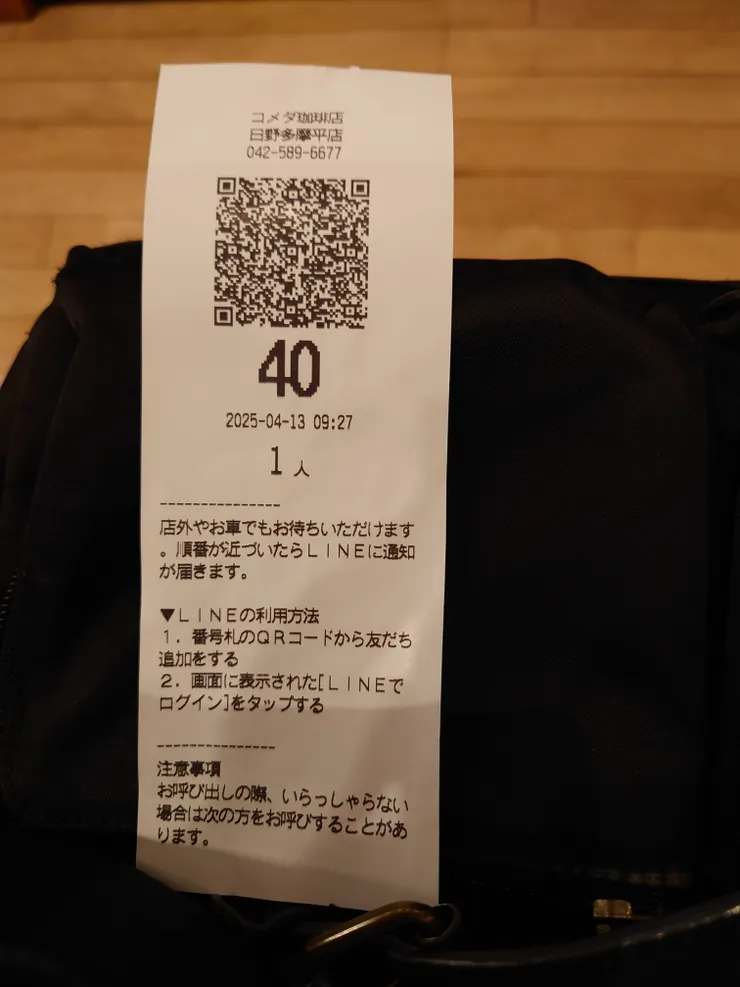 コメダ珈琲店
日野多摩平店
042-589-6677
40
2025-04-13 09:27
1人
---------------
店外やお車でもお待ちいただけます
。順番が近づいたらLINEに通知
が届きます。
▼LINEの利用方法
1．番号札のQRコードから友だち
追加をする
2．画面に表示された[LINEで
ログイン]をタップする
---------------
注意事項
お呼び出しの際、いらっしゃらない
場合は次の方をお呼びすることがあ
ります。